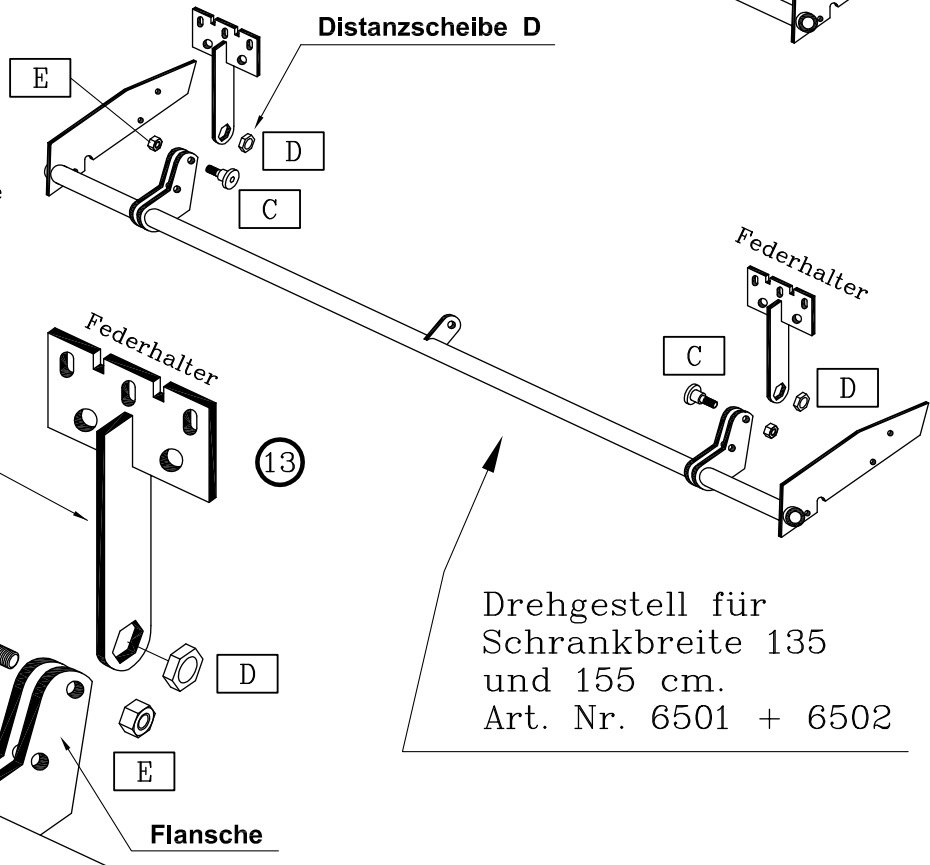 Distanzscheibe D
E
D
C
e
Federhalter
C
D
Federhalter
13
D
E
Flansche
Drehgestell für
Schrankbreite 135
und 155 cm.
Art. Nr. 6501 + 6502